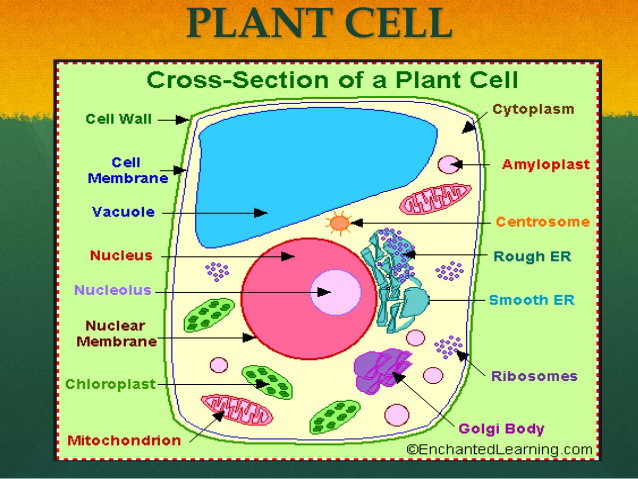 PLANT CELL
Cross-Section of a Plant Cell
Cell Wall
Cell
Membrane
Vacuole
Nucleus
Nucleolus
Nuclear
Membrane
Chloroplast
Mitochondrion
Cytoplasm
Amyloplast
Centrosome
Rough ER
Smooth ER
Ribosomes
Golgi Body
©EnchantedLearning.com